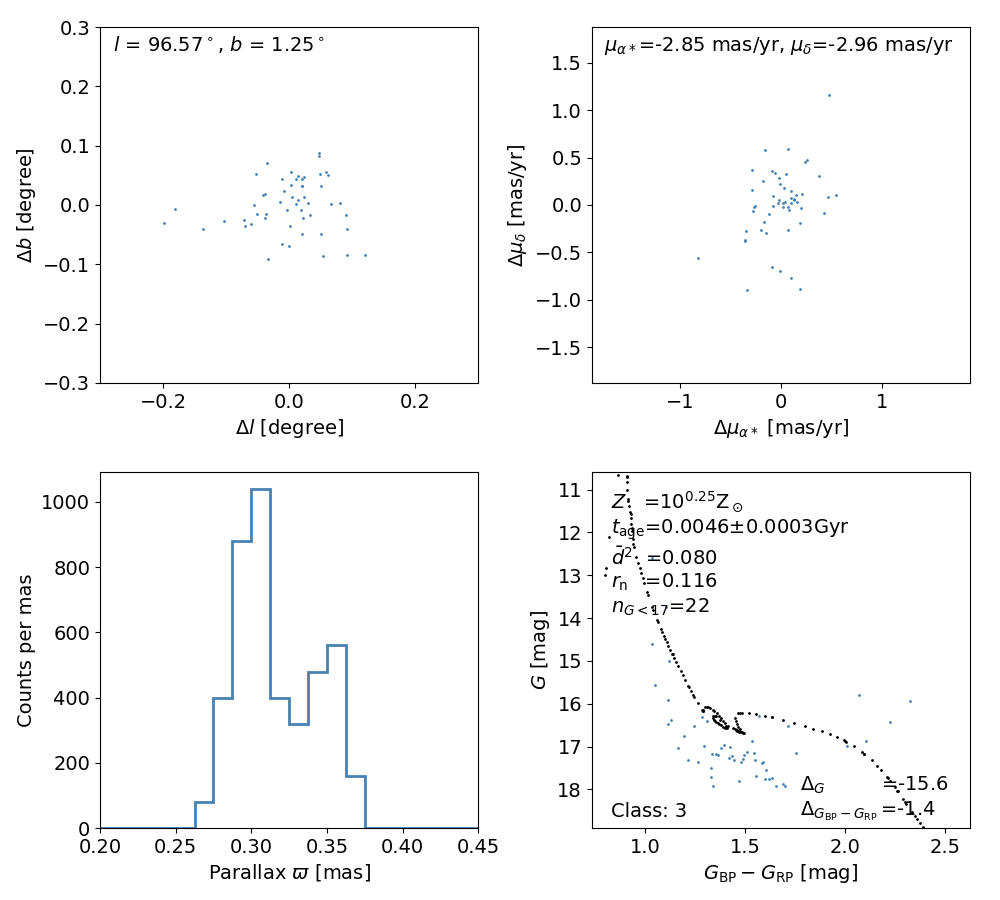 l = 96.57°, b = 1.25°
0.3
0.2
0.1
0.0
−0.1
−0.2
−0.3
−0.2
0.0
0.2
Δl [degree]
Δb [degree]
μα*=-2.85 mas/yr, μδ=-2.96 mas/yr
1.5
1.0
0.5
0.0
−0.5
−1.0
−1.5
−1
0
1
Δμα* [mas/yr]
Δμδ [mas/yr]
1000
800
600
400
200
0
0.20
0.25
0.30
0.35
0.40
0.45
Parallax ϖ [mas]
Counts per mas
11
12
13
14
15
16
17
18
Z =10^0.25 Z⊙
t_age=0.0046±0.0003Gyr
d̄² =0.080
r_n =0.116
n_G<17=22
Δ_G =-15.6
Δ_GBP−GRP =-1.4
Class: 3
1.0
1.5
2.0
2.5
G_BP − G_RP [mag]
G [mag]